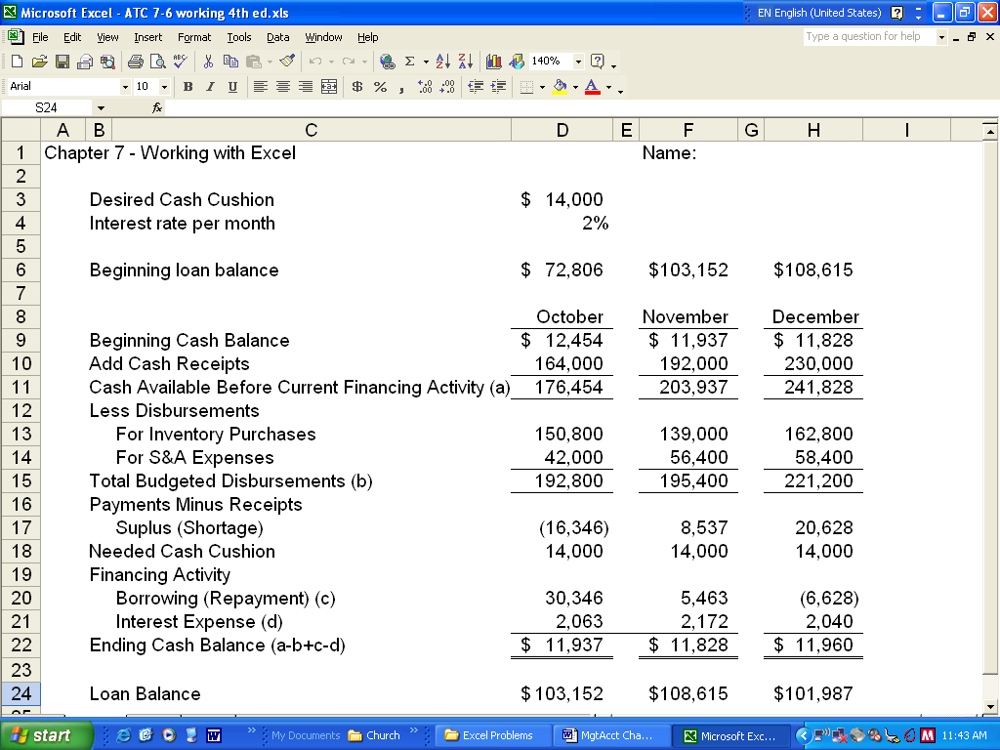 Microsoft Excel - ATC 7-6 working 4th ed.xls EN English (United States)
File Edit View Insert Format Tools Data Window Help Type a question for help
140%
Arial 10 B I U $ % ,
S24 fx
A B C D E F G H I
1 Chapter 7 - Working with Excel Name:
2
3 Desired Cash Cushion $ 14,000
4 Interest rate per month 2%
5
6 Beginning loan balance $ 72,806 $103,152 $108,615
7
8 October November December
9 Beginning Cash Balance $ 12,454 $ 11,937 $ 11,828
10 Add Cash Receipts 164,000 192,000 230,000
11 Cash Available Before Current Financing Activity (a) 176,454 203,937 241,828
12 Less Disbursements
13 For Inventory Purchases 150,800 139,000 162,800
14 For S&A Expenses 42,000 56,400 58,400
15 Total Budgeted Disbursements (b) 192,800 195,400 221,200
16 Payments Minus Receipts
17 Suplus (Shortage) (16,346) 8,537 20,628
18 Needed Cash Cushion 14,000 14,000 14,000
19 Financing Activity
20 Borrowing (Repayment) (c) 30,346 5,463 (6,628)
21 Interest Expense (d) 2,063 2,172 2,040
22 Ending Cash Balance (a-b+c-d) $ 11,937 $ 11,828 $ 11,960
23
24 Loan Balance $103,152 $108,615 $101,987
start My Documents Church Excel Problems MgtAcct Cha... Microsoft Exc... 11:43 AM